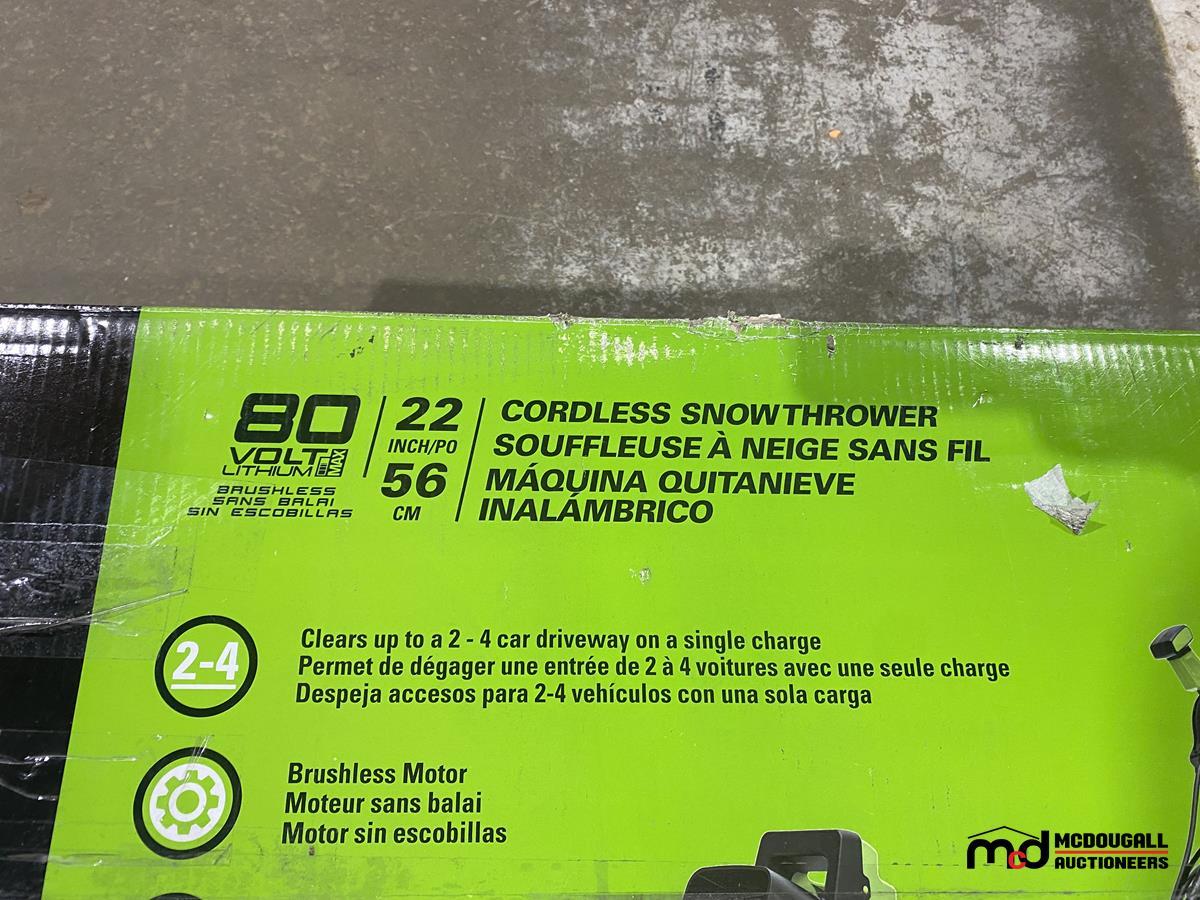 80
VOLT
LITHIUM MAX
BRUSHLESS
SANS BALAI
SIN ESCOBILLAS
22
INCH/PO
56
CM
CORDLESS SNOWTHROWER
SOUFFLEUSE À NEIGE SANS FIL
MÁQUINA QUITANIEVE
INALÁMBRICO
2-4
Clears up to a 2 - 4 car driveway on a single charge
Permet de dégager une entrée de 2 à 4 voitures avec une seule charge
Despeja accesos para 2-4 vehículos con una sola carga
Brushless Motor
Moteur sans balai
Motor sin escobillas
mcd
MCDOUGALL
AUCTIONEERS